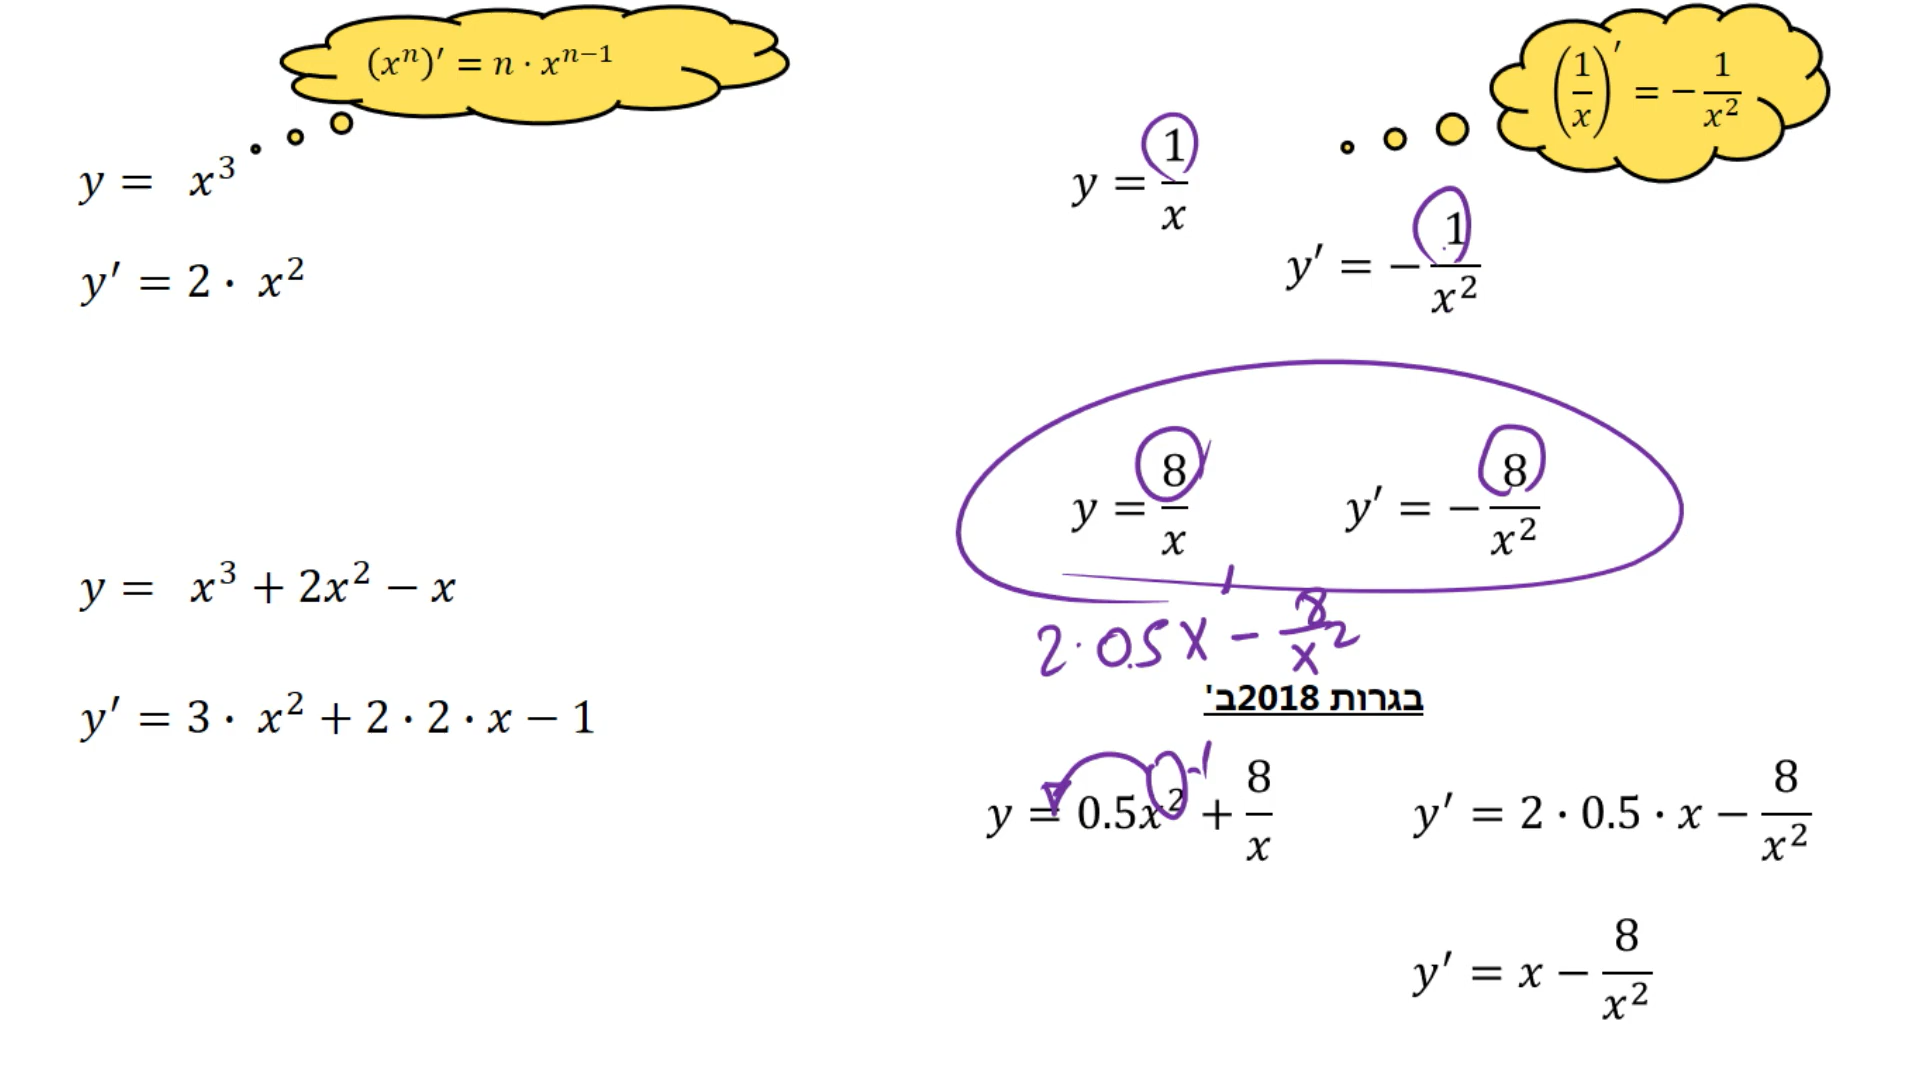 (xⁿ)′ = n · xⁿ⁻¹
y = x³
y′ = 2 · x²
y = x³ + 2x² − x
y′ = 3 · x² + 2 · 2 · x − 1
(1/x)′ = −1/x²
y = 1/x
y′ = −1/x²
y = 8/x y′ = −8/x²
2·0.5x − 8/x²
בגרות 2018ב'
y = 0.5x² + 8/x y′ = 2 · 0.5 · x − 8/x²
-1
y′ = x − 8/x²